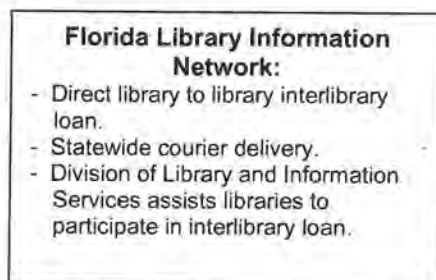 Florida Library Information
Network:
- Direct library to library interlibrary
loan.
- Statewide courier delivery.
- Division of Library and Information
Services assists libraries to
participate in interlibrary loan.